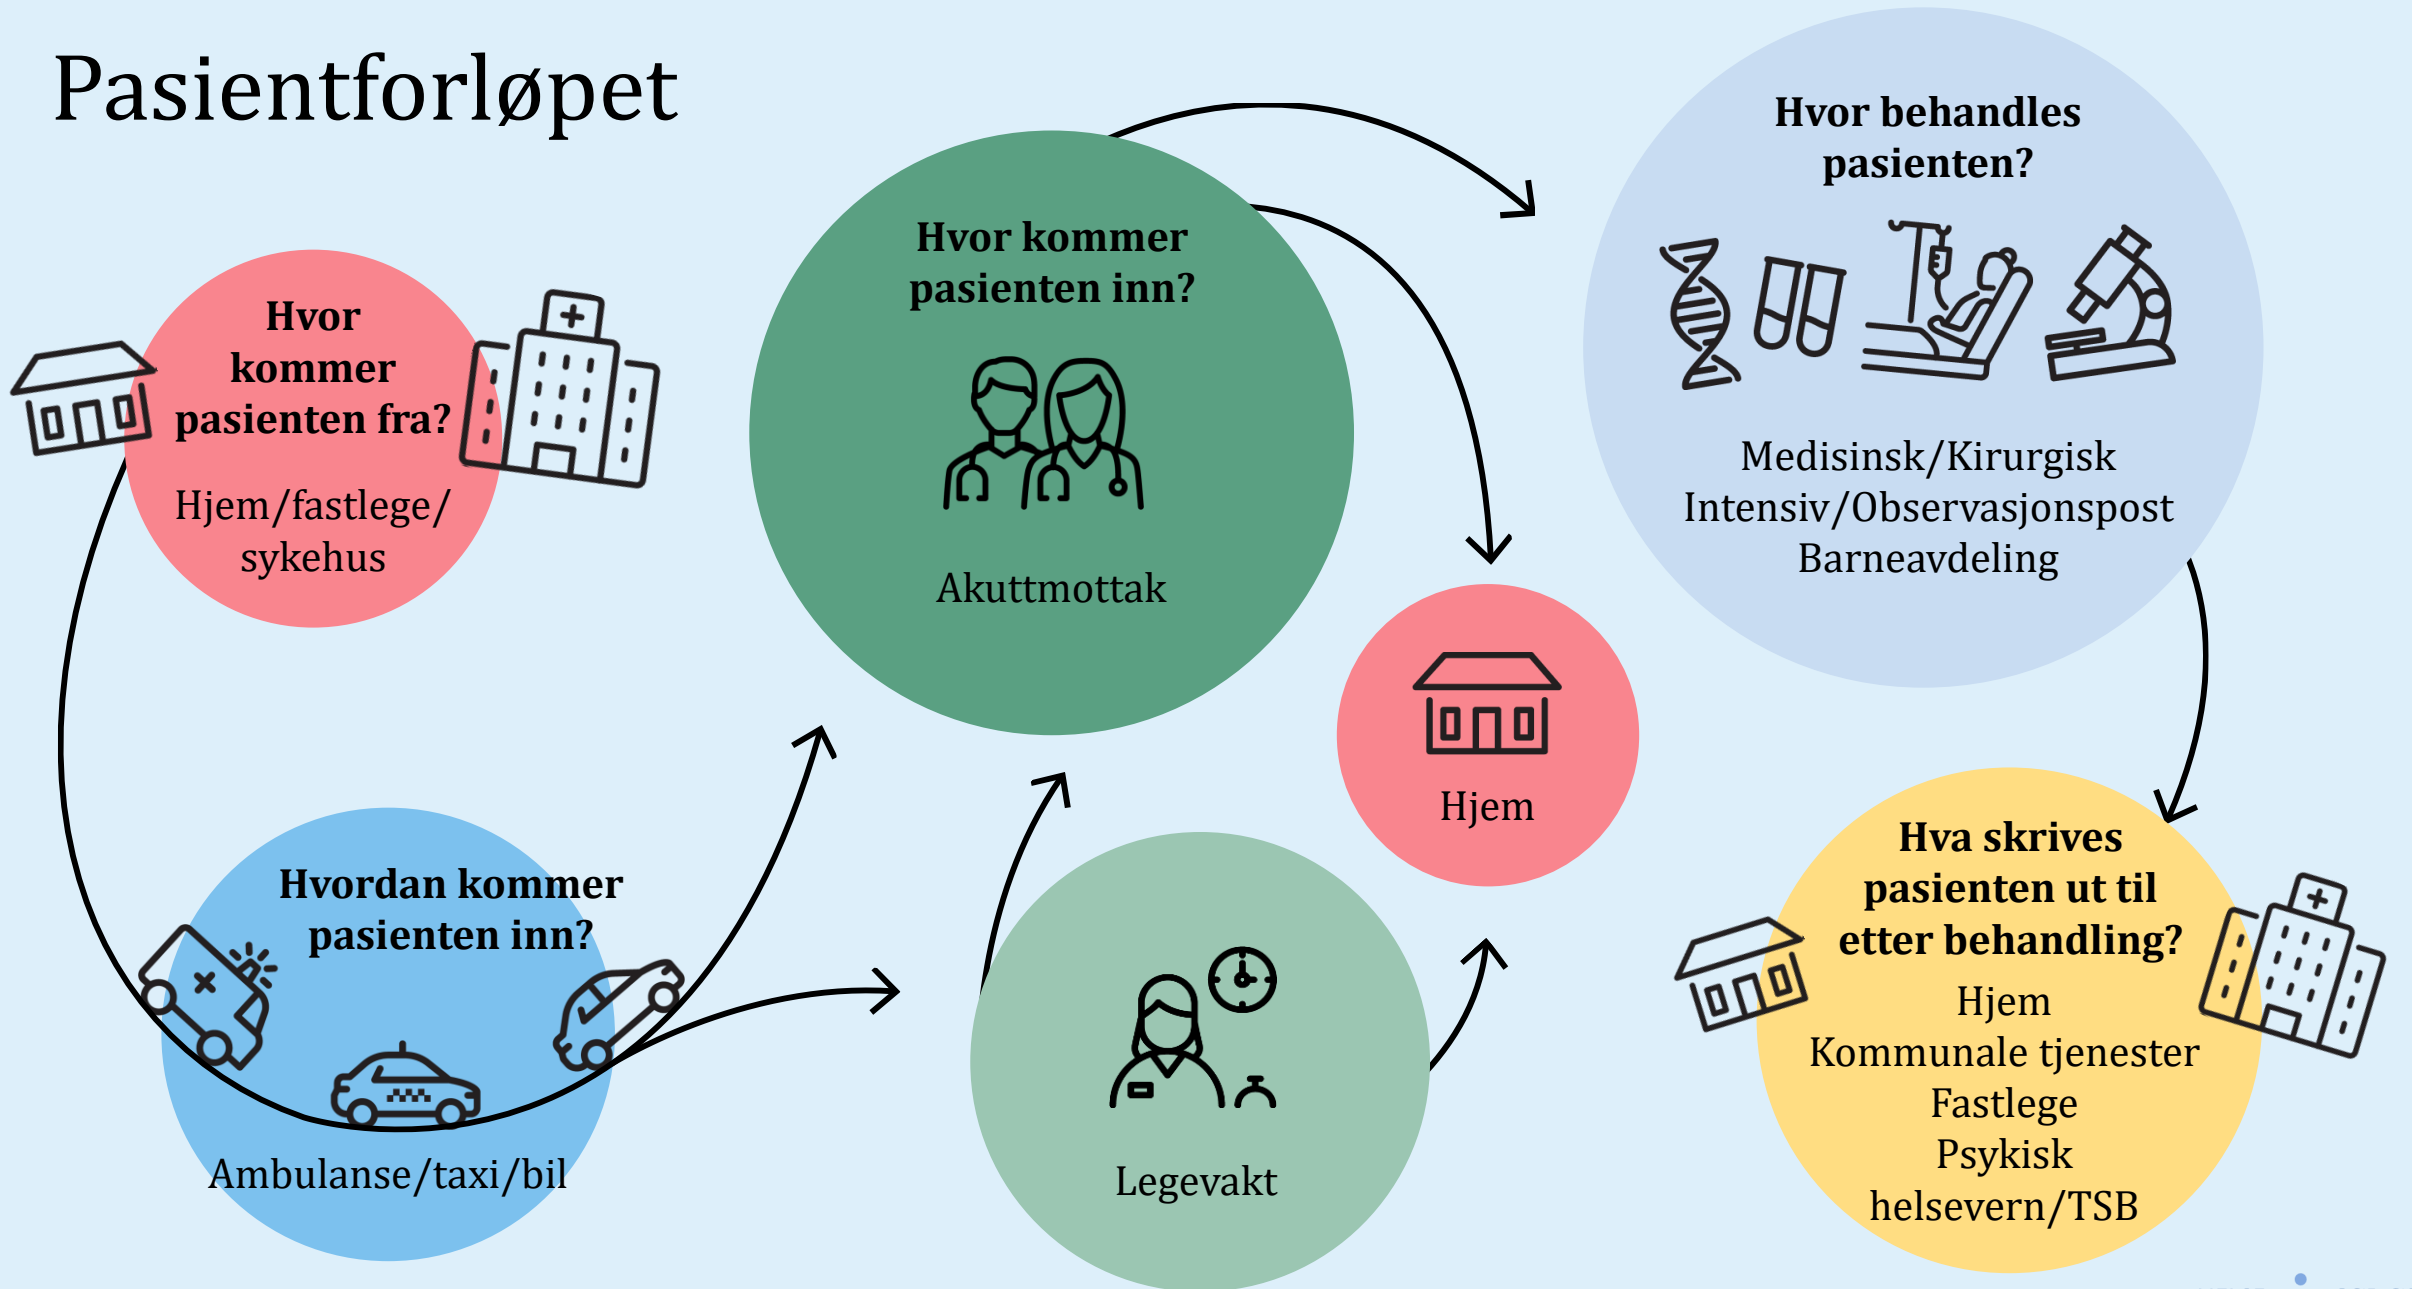 Pasientforløpet
Hvor
kommer
pasienten fra?
Hjem/fastlege/
sykehus
Hvordan kommer
pasienten inn?
Ambulanse/taxi/bil
Hvor kommer
pasienten inn?
Akuttmottak
Legevakt
Hjem
Hvor behandles
pasienten?
Medisinsk/Kirurgisk
Intensiv/Observasjonspost
Barneavdeling
Hva skrives
pasienten ut til
etter behandling?
Hjem
Kommunale tjenester
Fastlege
Psykisk
helsevern/TSB